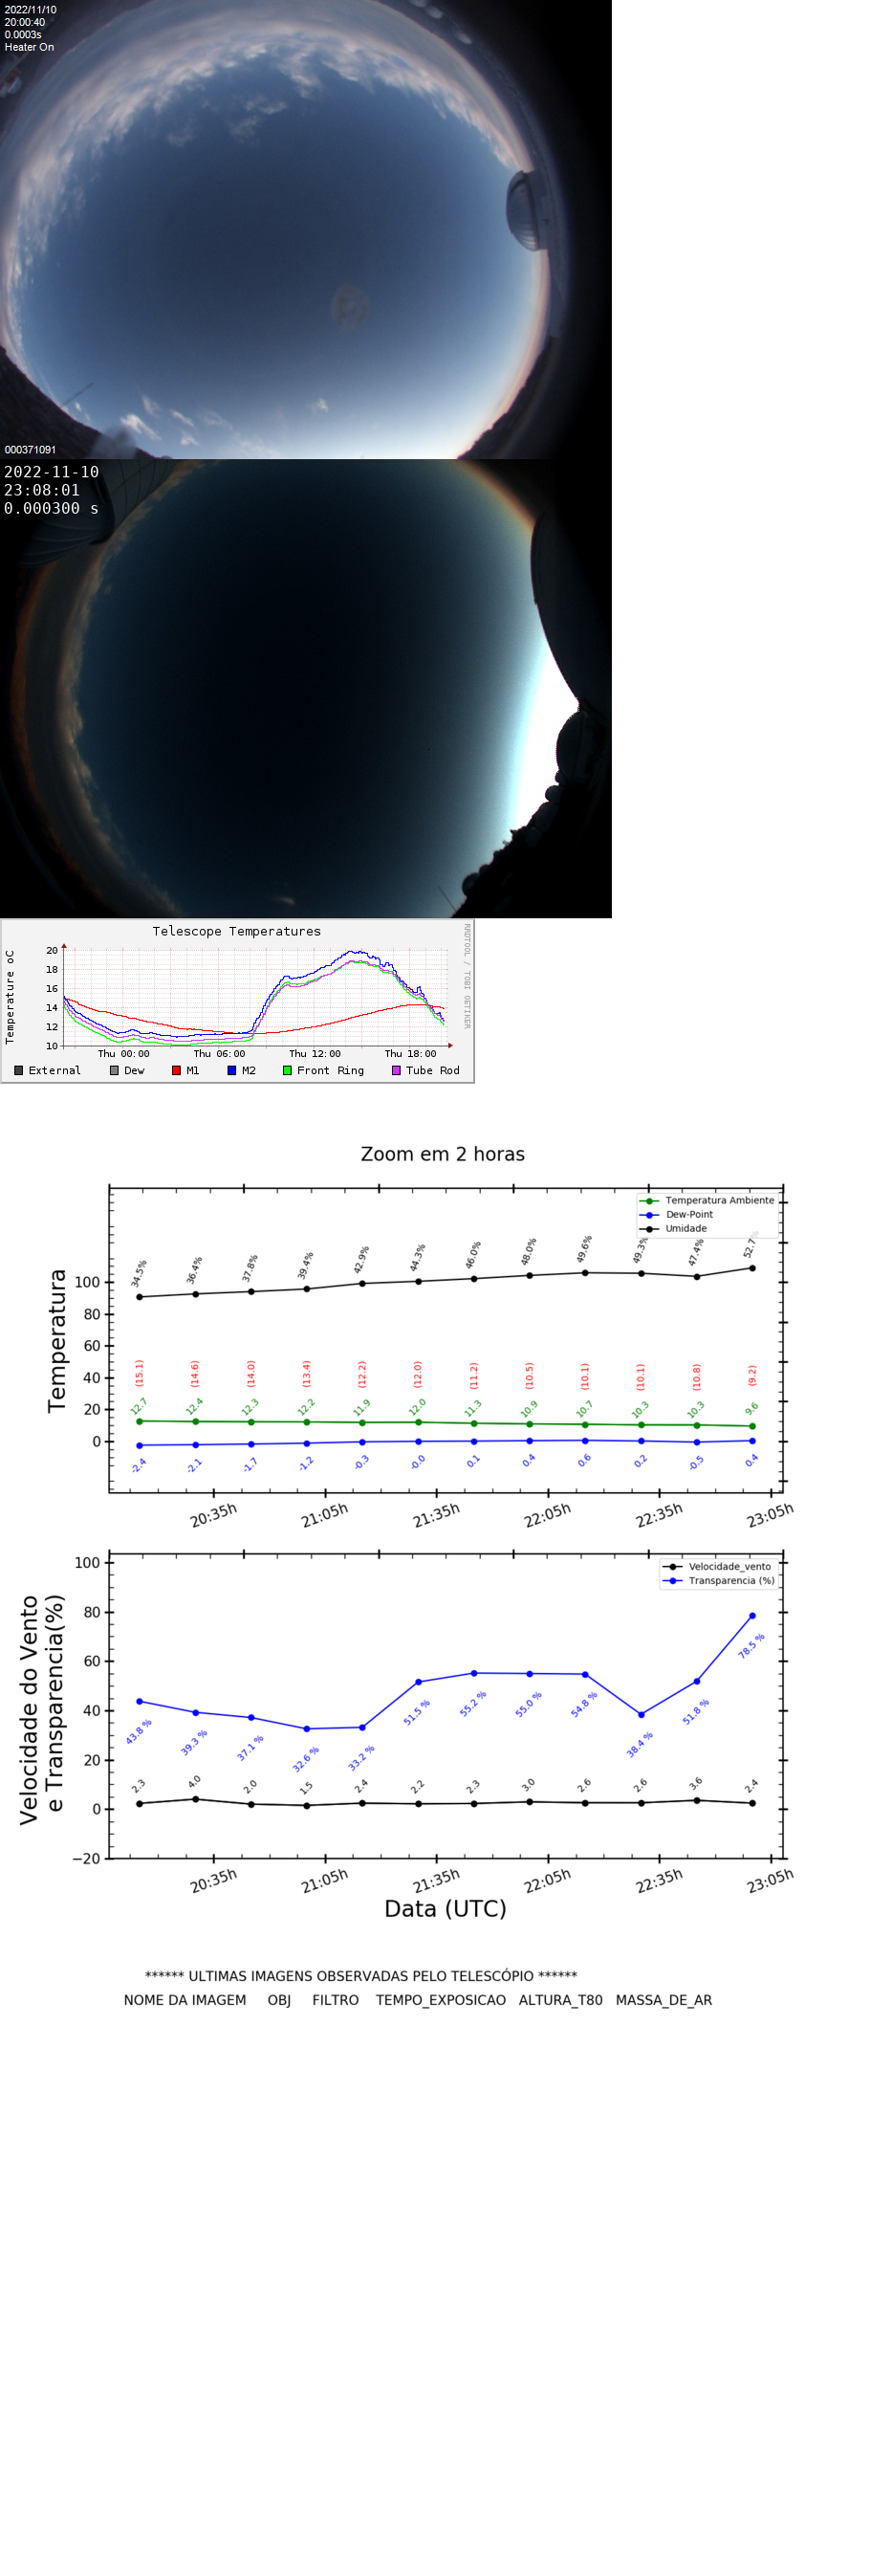 2022/11/10
20:00:40
0.0003s
Heater On
000371091
2022-11-10
23:08:01
0.000300 s
Telescope Temperatures
RRDTOOL / TOBI OETIKER
Temperature oC
20
18
16
14
12
10
Thu 00:00 Thu 06:00 Thu 12:00 Thu 18:00
External Dew M1 M2 Front Ring Tube Rod
Zoom em 2 horas
Temperatura Ambiente
Dew-Point
Umidade
Temperatura
100
80
60
40
20
0
34.5% 36.4% 37.8% 39.4% 42.9% 44.3% 46.0% 48.0% 49.6% 49.3% 47.4% 52.7
(15.1) (14.6) (14.0) (13.4) (12.2) (12.0) (11.2) (10.5) (10.1) (10.1) (10.8) (9.2)
12.7 12.4 12.3 12.2 11.9 12.0 11.3 10.9 10.7 10.3 10.3 9.6
-2.4 -2.1 -1.7 -1.2 -0.3 -0.0 0.1 0.4 0.6 0.2 -0.5 0.4
20:35h 21:05h 21:35h 22:05h 22:35h 23:05h
Velocidade_vento
Transparencia (%)
Velocidade do Vento
e Transparencia(%)
100
80
60
40
20
0
−20
43.8 % 39.3 % 37.1 % 32.6 % 33.2 % 51.5 % 55.2 % 55.0 % 54.8 % 38.4 % 51.8 % 78.5 %
2.3 4.0 2.0 1.5 2.4 2.2 2.3 3.0 2.6 2.6 3.6 2.4
20:35h 21:05h 21:35h 22:05h 22:35h 23:05h
Data (UTC)
****** ULTIMAS IMAGENS OBSERVADAS PELO TELESCÓPIO ******
NOME DA IMAGEM OBJ FILTRO TEMPO_EXPOSICAO ALTURA_T80 MASSA_DE_AR